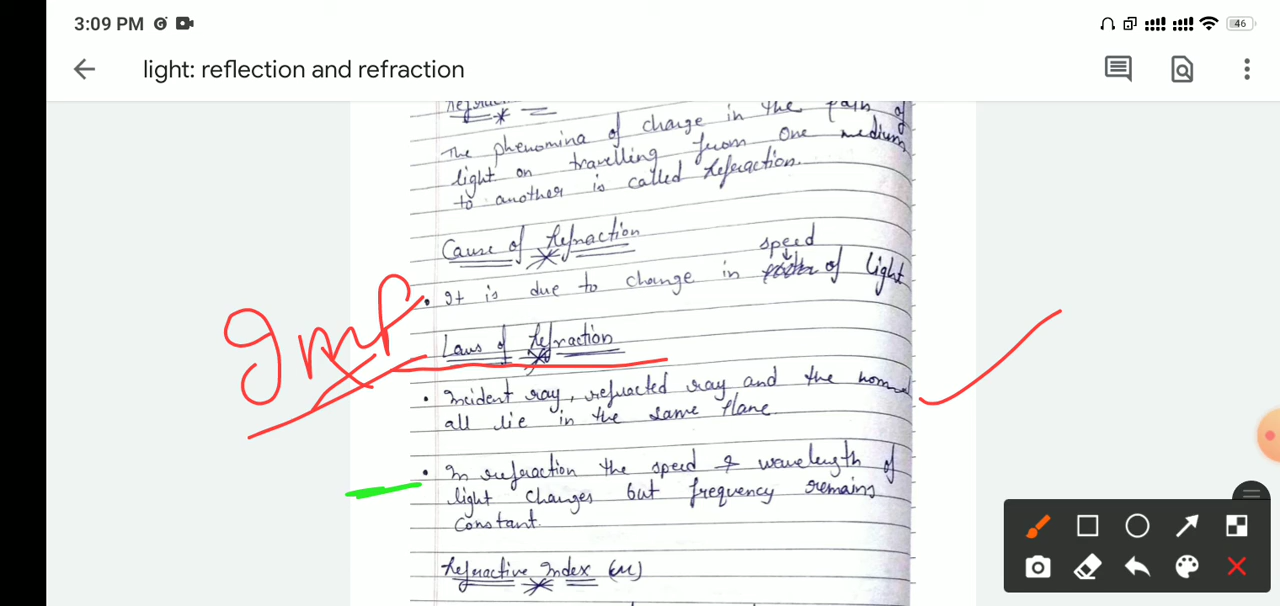 3:09 PM
46
light: reflection and refraction
The phenomina of change in the path of
light on travelling from one medium
to another is called Refraction.
Cause of Refraction
speed
• It is due to change in of light
Imp
Laws of Refraction
• Incident ray, refracted ray and the normal
all lie in the same plane
• In refraction the speed & wavelength of
light changes but frequency remains
constant.
Refractive Index (M)